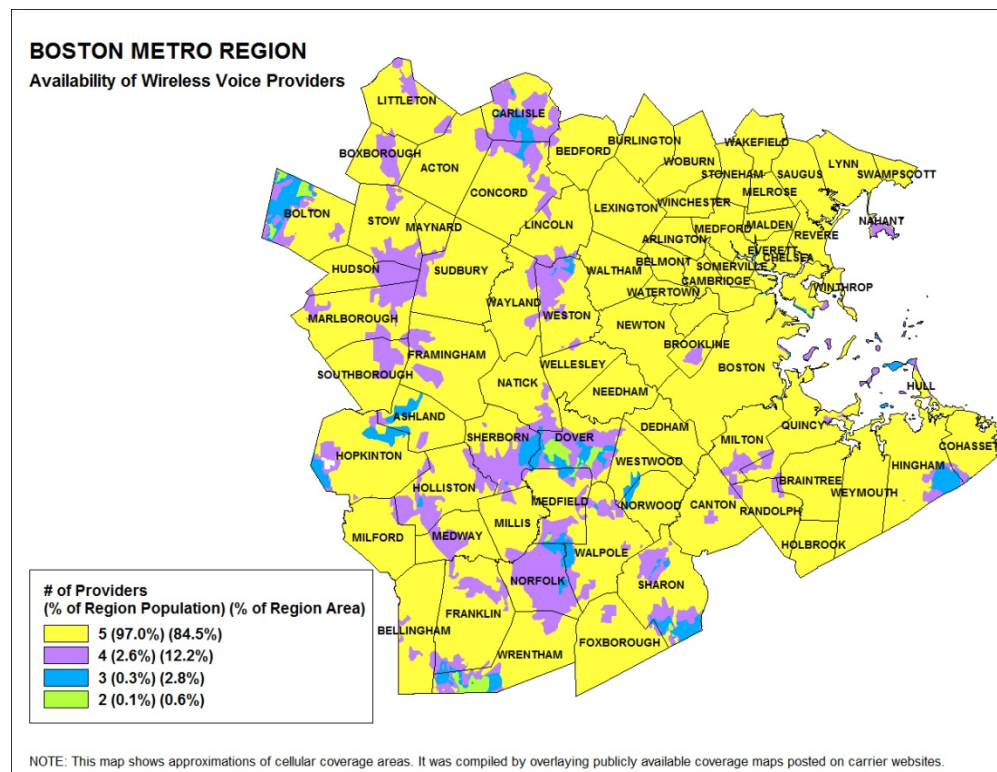 BOSTON METRO REGION
Availability of Wireless Voice Providers
LITTLETON
CARLISLE
BOXBOROUGH
ACTON
BEDFORD
BURLINGTON
WAKEFIELD
WOBURN
LYNN
STONEHAM
SAUGUS
SWAMPSCOTT
CONCORD
MELROSE
BOLTON
STOW
LEXINGTON
WINCHESTER
NAHANT
MAYNARD
LINCOLN
MEDFORD
MALDEN
REVERE
ARLINGTON
EVERETT
CHELSEA
HUDSON
SUDBURY
WALTHAM
BELMONT
SOMERVILLE
CAMBRIDGE
WINTHROP
WATERTOWN
WAYLAND
WESTON
MARLBOROUGH
NEWTON
BROOKLINE
FRAMINGHAM
WELLESLEY
BOSTON
SOUTHBOROUGH
NATICK
HULL
NEEDHAM
ASHLAND
DEDHAM
QUINCY
SHERBORN
DOVER
MILTON
COHASSET
HOPKINTON
WESTWOOD
HINGHAM
HOLLISTON
BRAINTREE
MEDFIELD
NORWOOD
CANTON
WEYMOUTH
RANDOLPH
MILLIS
MILFORD
MEDWAY
HOLBROOK
WALPOLE
NORFOLK
SHARON
FRANKLIN
BELLINGHAM
FOXBOROUGH
WRENTHAM
# of Providers
(% of Region Population) (% of Region Area)
5 (97.0%) (84.5%)
4 (2.6%) (12.2%)
3 (0.3%) (2.8%)
2 (0.1%) (0.6%)
NOTE: This map shows approximations of cellular coverage areas. It was compiled by overlaying publicly available coverage maps posted on carrier websites.